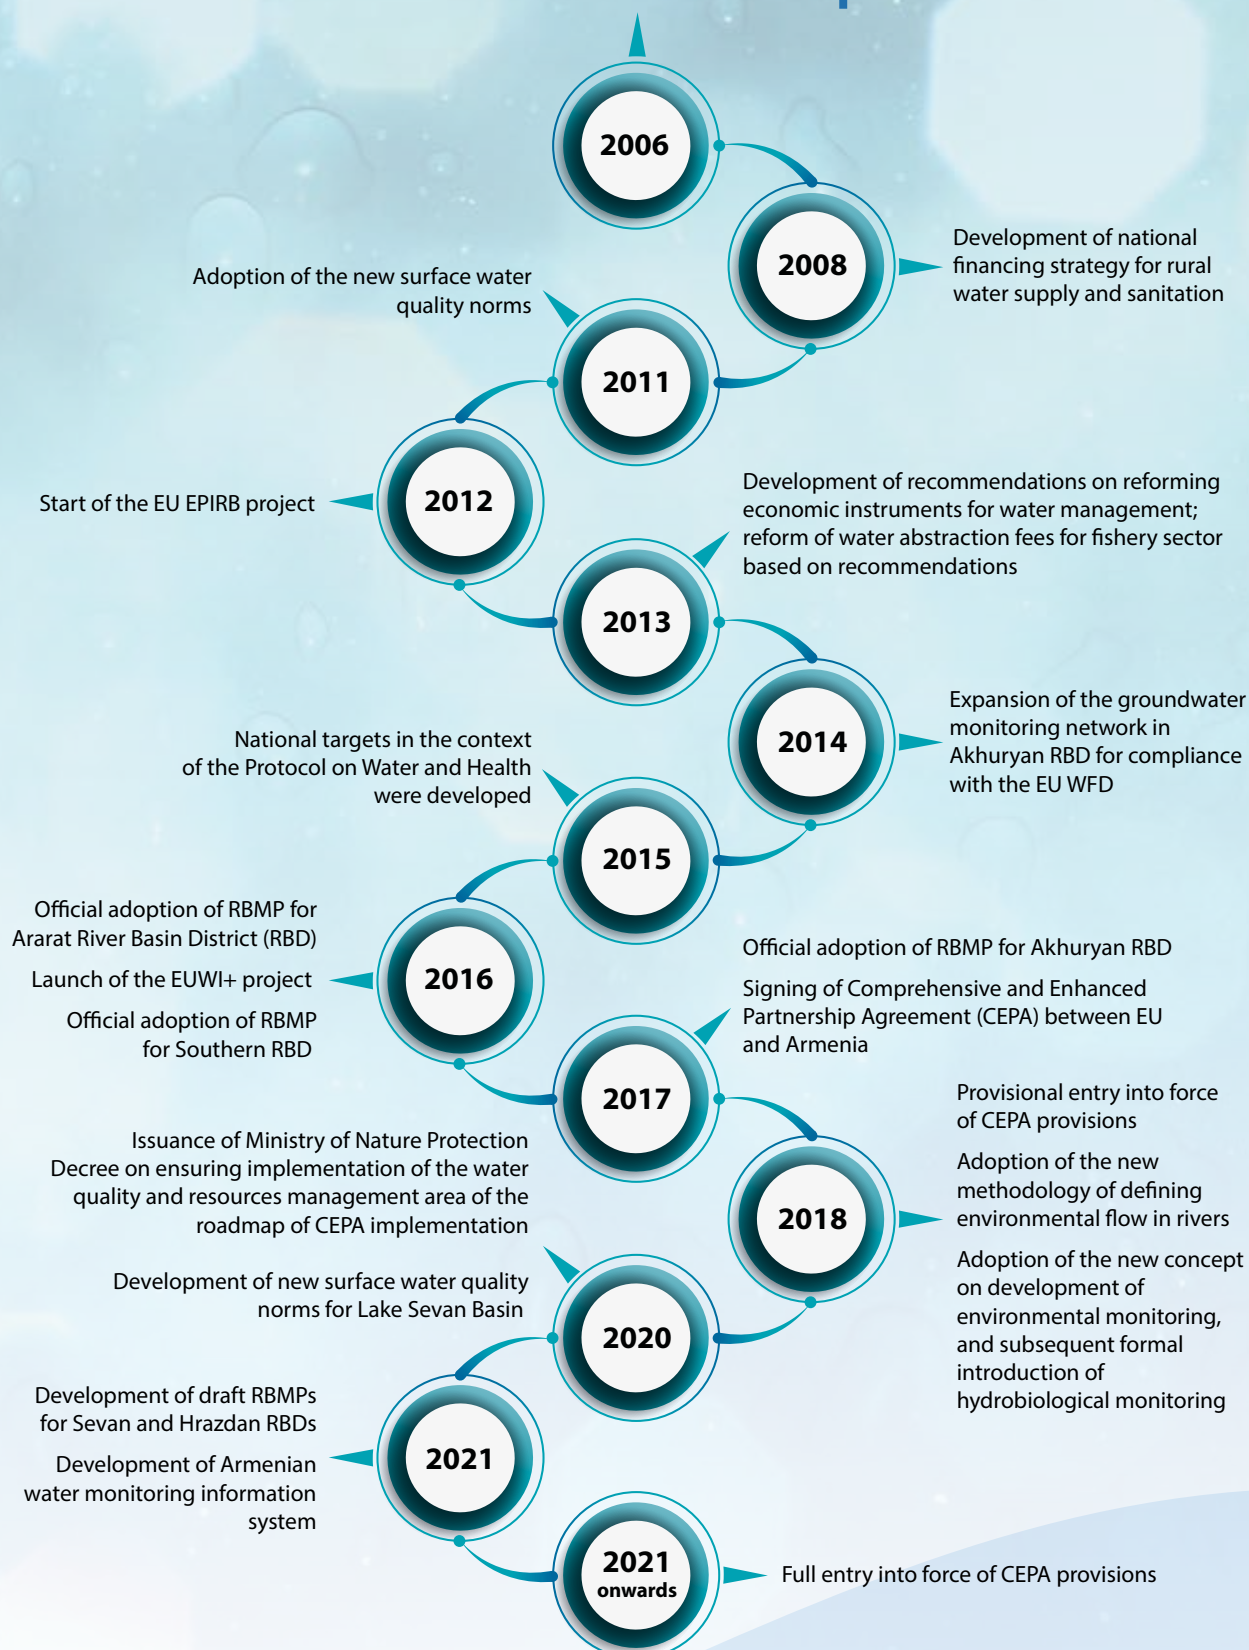 2006
2008
Development of national
financing strategy for rural
water supply and sanitation
Adoption of the new surface water
quality norms
2011
2012
Start of the EU EPIRB project
Development of recommendations on reforming
economic instruments for water management;
reform of water abstraction fees for fishery sector
based on recommendations
2013
2014
Expansion of the groundwater
monitoring network in
Akhuryan RBD for compliance
with the EU WFD
National targets in the context
of the Protocol on Water and Health
were developed
2015
Official adoption of RBMP for
Ararat River Basin District (RBD)
Launch of the EUWI+ project
Official adoption of RBMP
for Southern RBD
2016
Official adoption of RBMP for Akhuryan RBD
Signing of Comprehensive and Enhanced
Partnership Agreement (CEPA) between EU
and Armenia
2017
Provisional entry into force
of CEPA provisions
Adoption of the new
methodology of defining
environmental flow in rivers
Adoption of the new concept
on development of
environmental monitoring,
and subsequent formal
introduction of
hydrobiological monitoring
2018
Issuance of Ministry of Nature Protection
Decree on ensuring implementation of the water
quality and resources management area of the
roadmap of CEPA implementation
Development of new surface water quality
norms for Lake Sevan Basin
2020
Development of draft RBMPs
for Sevan and Hrazdan RBDs
Development of Armenian
water monitoring information
system
2021
2021
onwards
Full entry into force of CEPA provisions